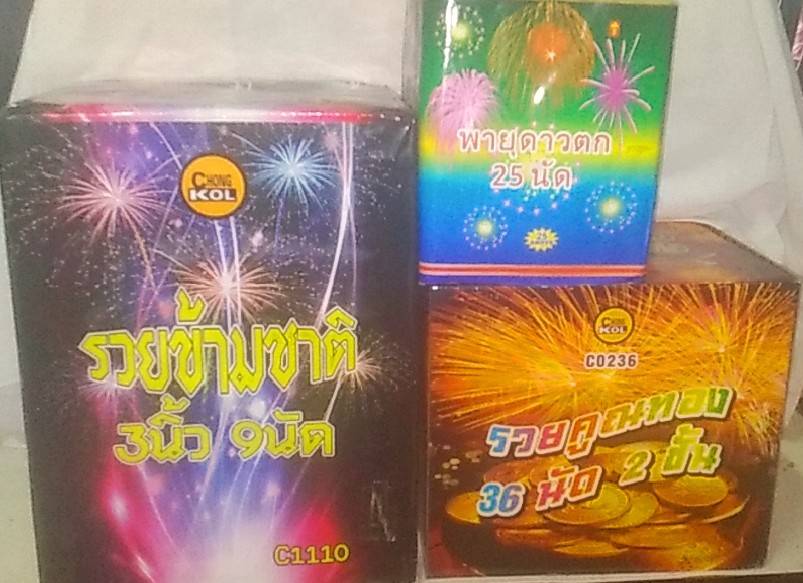 CHONG
KOL
รวยข้ามชาติ
3นิ้ว 9นัด
C1110
พายุดาวตก
25 นัด
CHONG
KOL
CO236
รวยคูณทอง
36 นัด 2 ชั้น